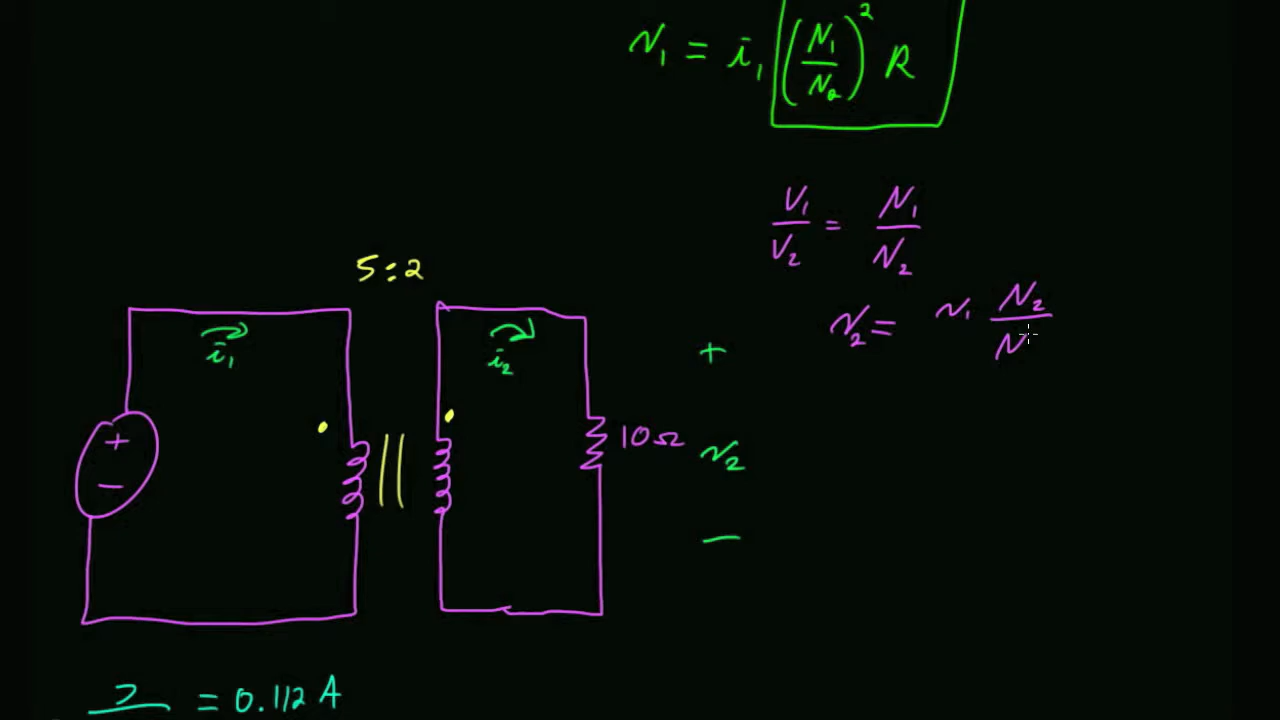 v₁ = i₁ (N₁/N₂)² R
V₁/V₂ = N₁/N₂
5:2
v₂ = v₁ N₂/N
i₁
i₂
+
+
v₂
10Ω
−
−
2/ = 0.112 A